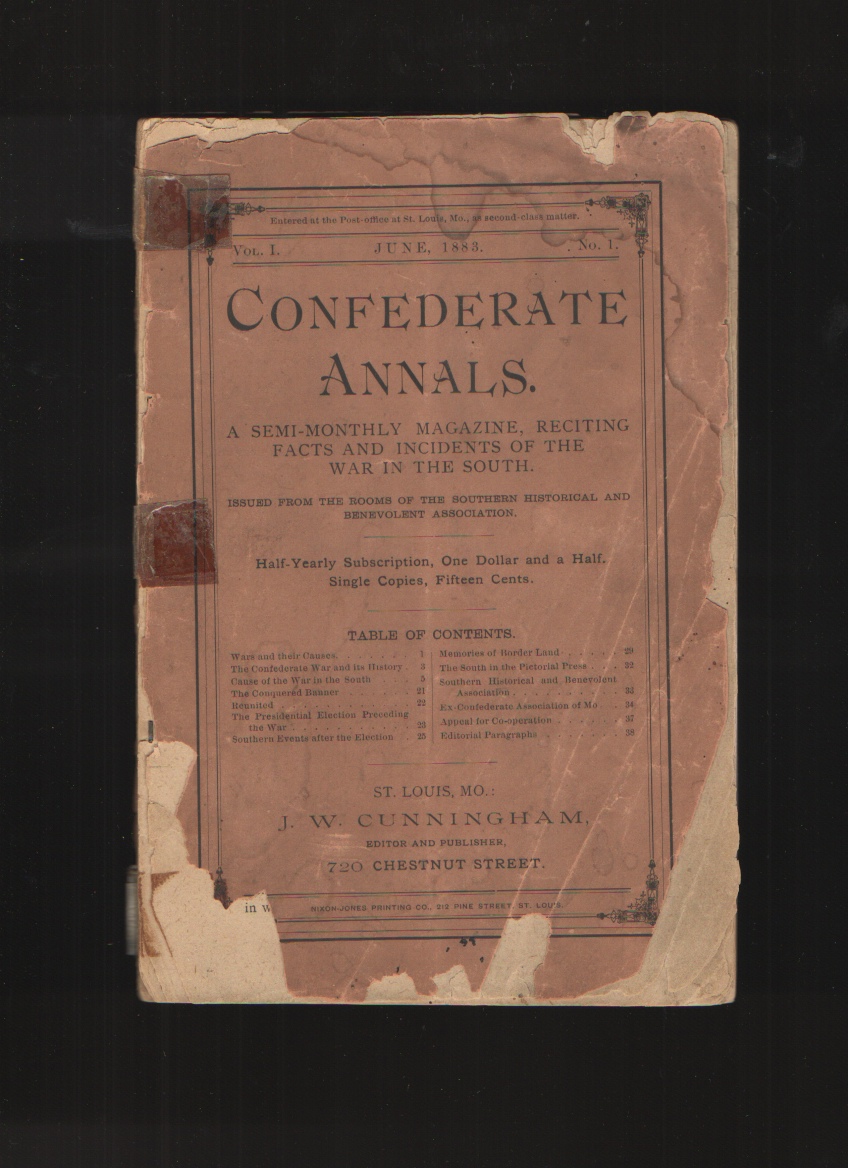 Entered at the Post-office at St. Louis, Mo., as second-class matter.
VOL. I. JUNE, 1883. No. 1.
CONFEDERATE
ANNALS.
A SEMI-MONTHLY MAGAZINE, RECITING
FACTS AND INCIDENTS OF THE
WAR IN THE SOUTH.
ISSUED FROM THE ROOMS OF THE SOUTHERN HISTORICAL AND
BENEVOLENT ASSOCIATION.
Half-Yearly Subscription, One Dollar and a Half.
Single Copies, Fifteen Cents.
TABLE OF CONTENTS.
Wars and their Causes. . . . . . . . 1
The Confederate War and its History . 3
Cause of the War in the South . . . 5
The Conquered Banner . . . . . . . 21
Reunited . . . . . . . . . . . . 22
The Presidential Election Preceding
the War . . . . . . . . . . . 23
Southern Events after the Election . . 25
Memories of Border Land . . . . . 29
The South in the Pictorial Press . . . 32
Southern Historical and Benevolent
Association . . . . . . . . . . 33
Ex-Confederate Association of Mo . . 34
Appeal for Co-operation . . . . . . 37
Editorial Paragraphs . . . . . . . 38
ST. LOUIS, MO.:
J. W. CUNNINGHAM,
EDITOR AND PUBLISHER,
720 CHESTNUT STREET.
in w
NIXON-JONES PRINTING CO., 212 PINE STREET, ST. LOUIS.